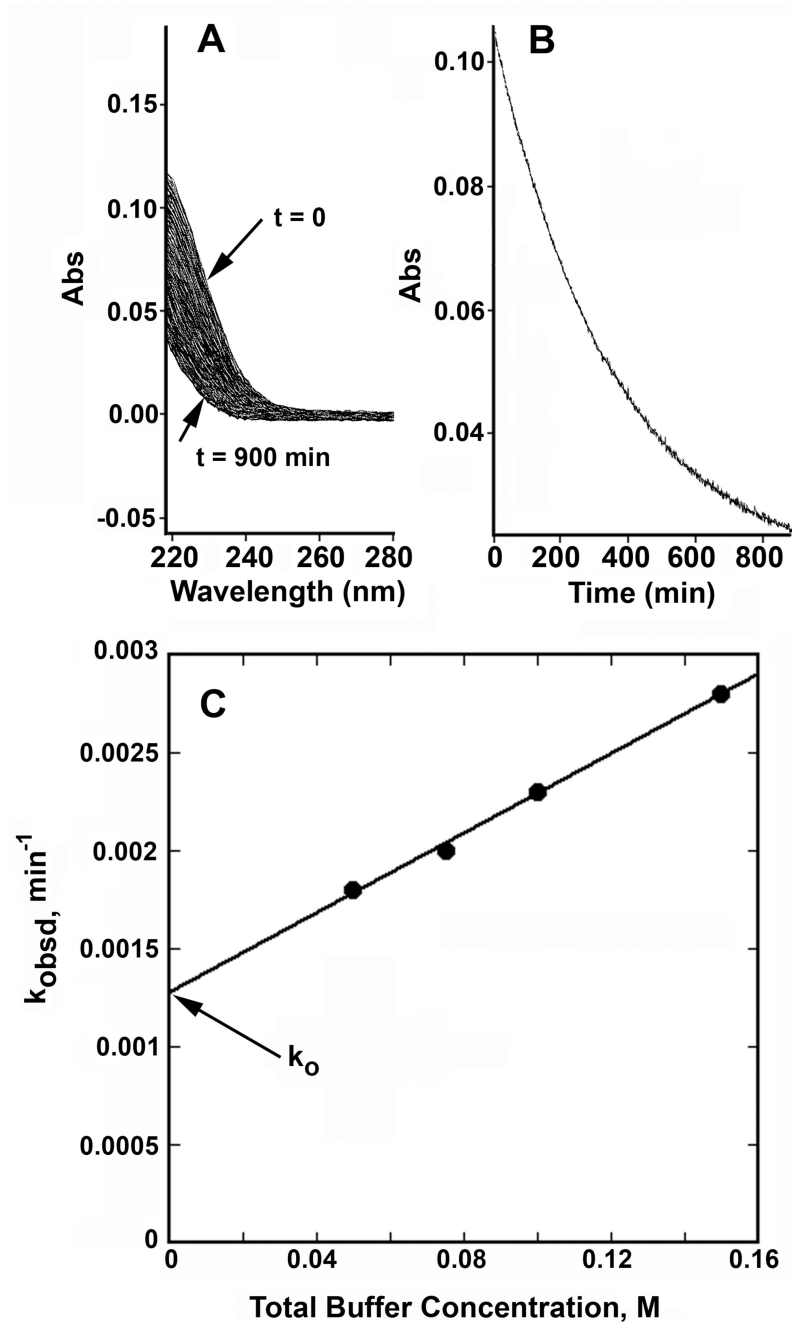 A
0.15
0.10
0.05
0.00
-0.05
Abs
t = 0
t = 900 min
220 240 260 280
Wavelength (nm)
B
0.10
0.08
0.06
0.04
Abs
0 200 400 600 800
Time (min)
C
0.003
0.0025
0.002
0.0015
0.001
0.0005
0
kobsd, min-1
ko
0 0.04 0.08 0.12 0.16
Total Buffer Concentration, M